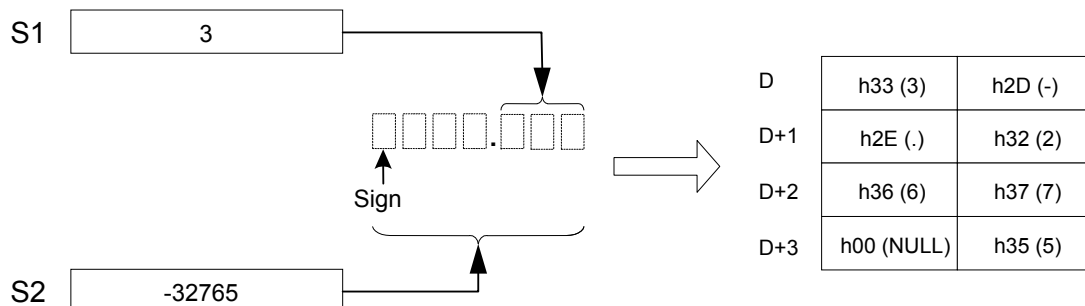 S1
3
.
Sign
S2
-32765
D
h33 (3) h2D (-)
D+1
h2E (.) h32 (2)
D+2
h36 (6) h37 (7)
D+3
h00 (NULL) h35 (5)